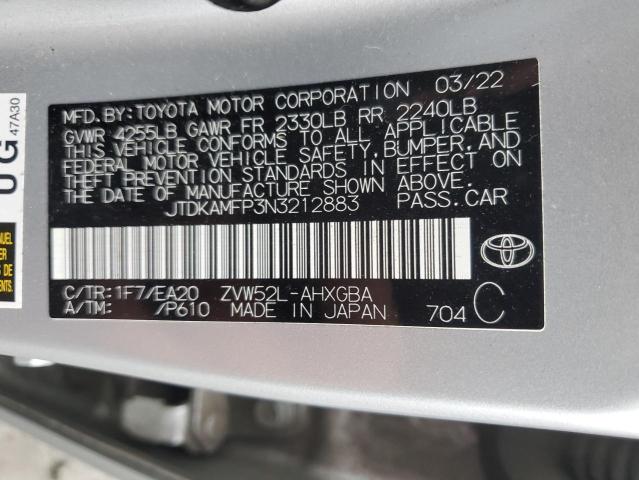 MFD. BY: TOYOTA MOTOR CORPORATION 03/22
GVWR 4255LB GAWR FR 2330LB RR 2240LB
THIS VEHICLE CONFORMS TO ALL APPLICABLE
FEDERAL MOTOR VEHICLE SAFETY, BUMPER, AND
THEFT PREVENTION STANDARDS IN EFFECT ON
THE DATE OF MANUFACTURE SHOWN ABOVE.
JTDKAMFP3N3212883 PASS. CAR
C/TR: 1F7/EA20 ZVW52L-AHXGBA
A/TM: /P610 MADE IN JAPAN 704 C
47A30